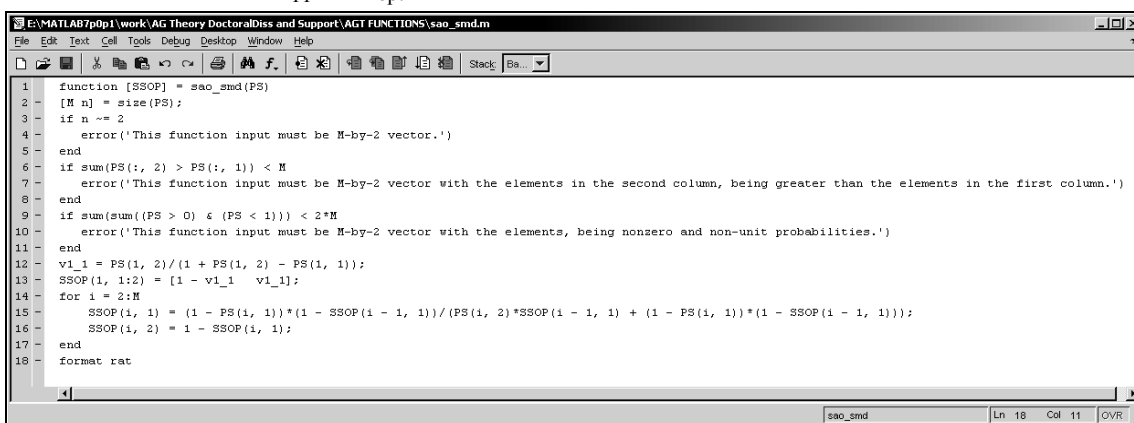 E:\MATLAB7p0p1\work\AG Theory DoctoralDiss and Support\AGT FUNCTIONS\sao_smd.m
File Edit Text Cell Tools Debug Desktop Window Help
Stack: Ba...
1 function [SSOP] = sao_smd(PS)
2 - [M n] = size(PS);
3 - if n ~= 2
4 - error('This function input must be M-by-2 vector.')
5 - end
6 - if sum(PS(:, 2) > PS(:, 1)) < M
7 - error('This function input must be M-by-2 vector with the elements in the second column, being greater than the elements in the first column.')
8 - end
9 - if sum(sum((PS > 0) & (PS < 1))) < 2*M
10 - error('This function input must be M-by-2 vector with the elements, being nonzero and non-unit probabilities.')
11 - end
12 - v1_1 = PS(1, 2)/(1 + PS(1, 2) - PS(1, 1));
13 - SSOP(1, 1:2) = [1 - v1_1 v1_1];
14 - for i = 2:M
15 - SSOP(i, 1) = (1 - PS(i, 1))*(1 - SSOP(i - 1, 1))/(PS(i, 2)*SSOP(i - 1, 1) + (1 - PS(i, 1))*(1 - SSOP(i - 1, 1)));
16 - SSOP(i, 2) = 1 - SSOP(i, 1);
17 - end
18 - format rat
sao_smd Ln 18 Col 11 OVR